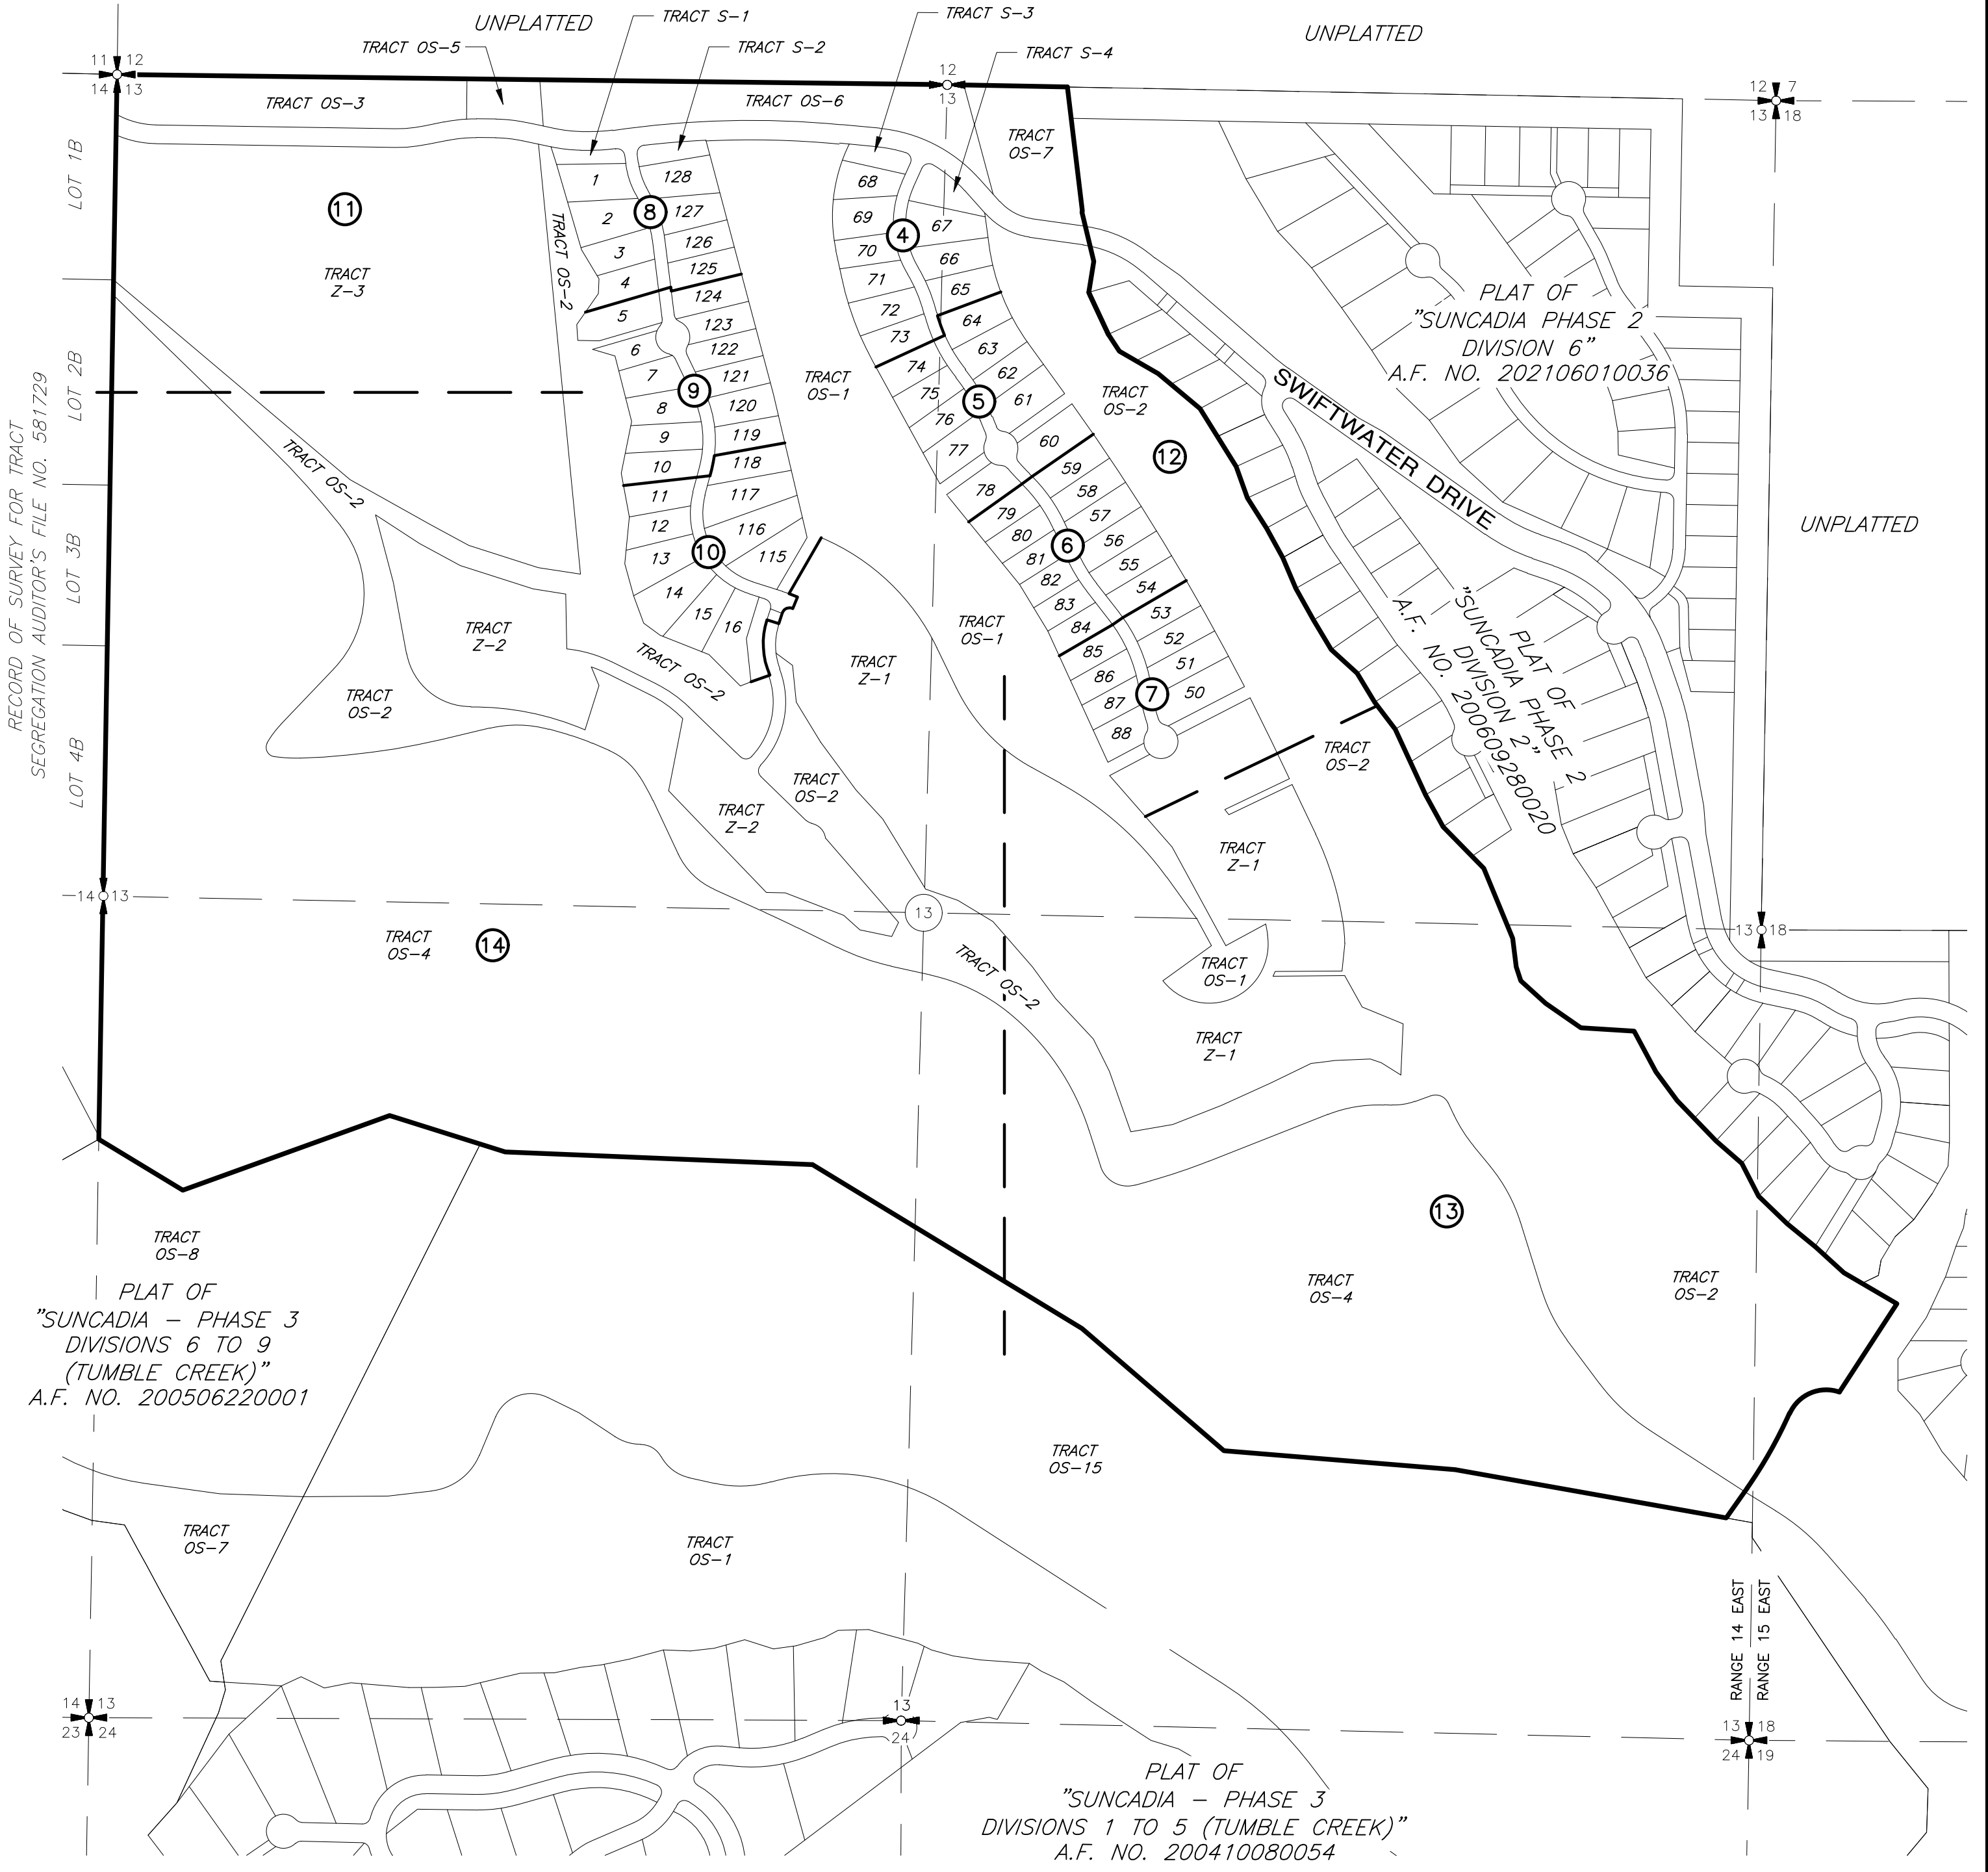 UNPLATTED
TRACT S-1
TRACT S-3
UNPLATTED
TRACT OS-5
TRACT S-2
TRACT S-4
11 12
14 13
12
13
12 7
13 18
TRACT OS-3
TRACT OS-6
TRACT
OS-7
LOT 1B
LOT 2B
LOT 3B
LOT 4B
RECORD OF SURVEY FOR TRACT
SEGREGATION AUDITOR'S FILE NO. 581729
11
TRACT
Z-3
TRACT OS-2
1
2
3
4
5
6
7
8
9
10
11
12
13
14
15
16
8
9
10
128
127
126
125
124
123
122
121
120
119
118
117
116
115
TRACT
OS-1
68
69
70
71
72
73
74
75
76
77
78
79
80
81
82
83
84
85
86
87
88
4
5
6
7
67
66
65
64
63
62
61
60
59
58
57
56
55
54
53
52
51
50
TRACT
OS-2
12
SWIFTWATER DRIVE
PLAT OF
"SUNCADIA PHASE 2
DIVISION 6"
A.F. NO. 202106010036
UNPLATTED
PLAT OF
"SUNCADIA PHASE 2
DIVISION 2"
A.F. NO. 200609280020
TRACT OS-2
TRACT
Z-2
TRACT
OS-2
TRACT OS-2
TRACT
Z-1
TRACT
OS-1
TRACT
OS-2
TRACT
Z-2
TRACT
OS-2
TRACT
Z-1
14 13
13
13 18
TRACT
OS-4
14
TRACT OS-2
TRACT
OS-1
TRACT
Z-1
13
TRACT
OS-4
TRACT
OS-2
TRACT
OS-8
PLAT OF
"SUNCADIA - PHASE 3
DIVISIONS 6 TO 9
(TUMBLE CREEK)"
A.F. NO. 200506220001
TRACT
OS-15
TRACT
OS-7
TRACT
OS-1
RANGE 14 EAST
RANGE 15 EAST
14 13
23 24
13
24
13 18
24 19
PLAT OF
"SUNCADIA - PHASE 3
DIVISIONS 1 TO 5 (TUMBLE CREEK)"
A.F. NO. 200410080054